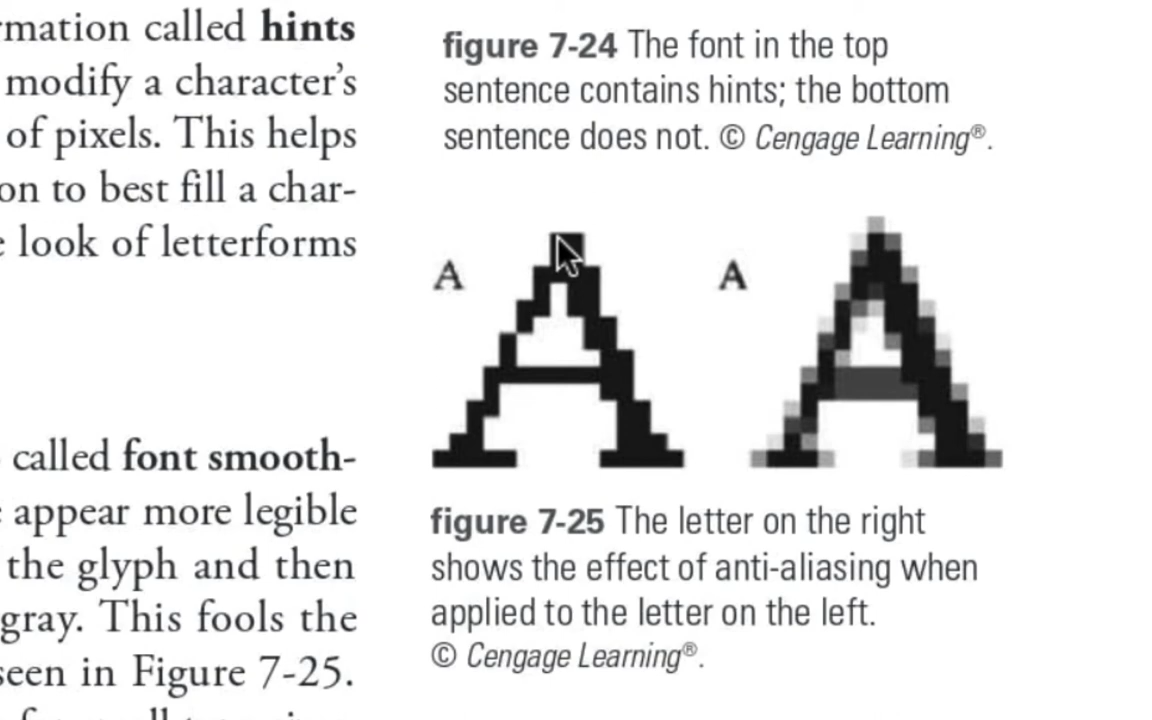 rmation called hints
modify a character's
of pixels. This helps
on to best fill a char-
look of letterforms
called font smooth-
appear more legible
the glyph and then
gray. This fools the
seen in Figure 7-25.
figure 7-24 The font in the top
sentence contains hints; the bottom
sentence does not. © Cengage Learning®.
A A A A
figure 7-25 The letter on the right
shows the effect of anti-aliasing when
applied to the letter on the left.
© Cengage Learning®.